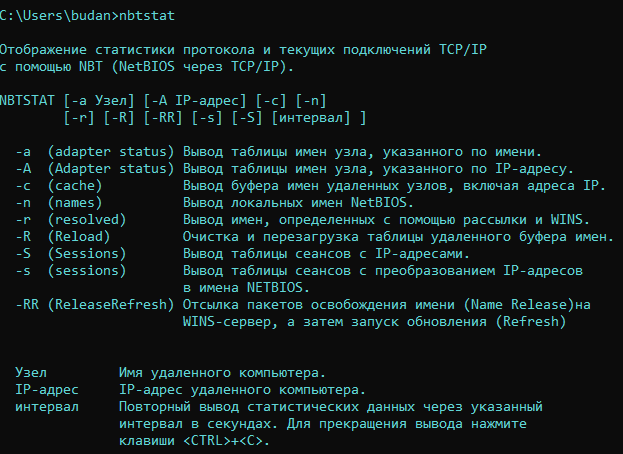 C:\Users\budan>nbtstat
Отображение статистики протокола и текущих подключений TCP/IP
с помощью NBT (NetBIOS через TCP/IP).
NBTSTAT [-a Узел] [-A IP-адрес] [-c] [-n]
[-r] [-R] [-RR] [-s] [-S] [интервал] ]
-a (adapter status) Вывод таблицы имен узла, указанного по имени.
-A (Adapter status) Вывод таблицы имен узла, указанного по IP-адресу.
-c (cache) Вывод буфера имен удаленных узлов, включая адреса IP.
-n (names) Вывод локальных имен NetBIOS.
-r (resolved) Вывод имен, определенных с помощью рассылки и WINS.
-R (Reload) Очистка и перезагрузка таблицы удаленного буфера имен.
-S (Sessions) Вывод таблицы сеансов с IP-адресами.
-s (sessions) Вывод таблицы сеансов с преобразованием IP-адресов
в имена NETBIOS.
-RR (ReleaseRefresh) Отсылка пакетов освобождения имени (Name Release)на
WINS-сервер, а затем запуск обновления (Refresh)
Узел Имя удаленного компьютера.
IP-адрес IP-адрес удаленного компьютера.
интервал Повторный вывод статистических данных через указанный
интервал в секундах. Для прекращения вывода нажмите
клавиши <CTRL>+<C>.